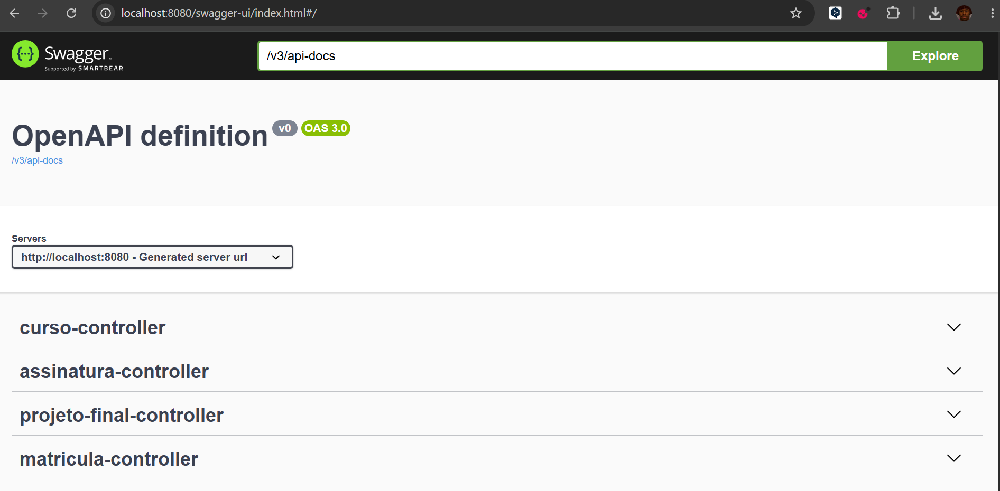 localhost:8080/swagger-ui/index.html#/
{...} Swagger™
Supported by SMARTBEAR
/v3/api-docs
Explore
OpenAPI definition v0 OAS 3.0
/v3/api-docs
Servers
http://localhost:8080 - Generated server url
curso-controller
assinatura-controller
projeto-final-controller
matricula-controller